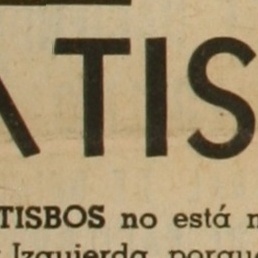 ATIS
TISBOS no está
Izquierda, porque